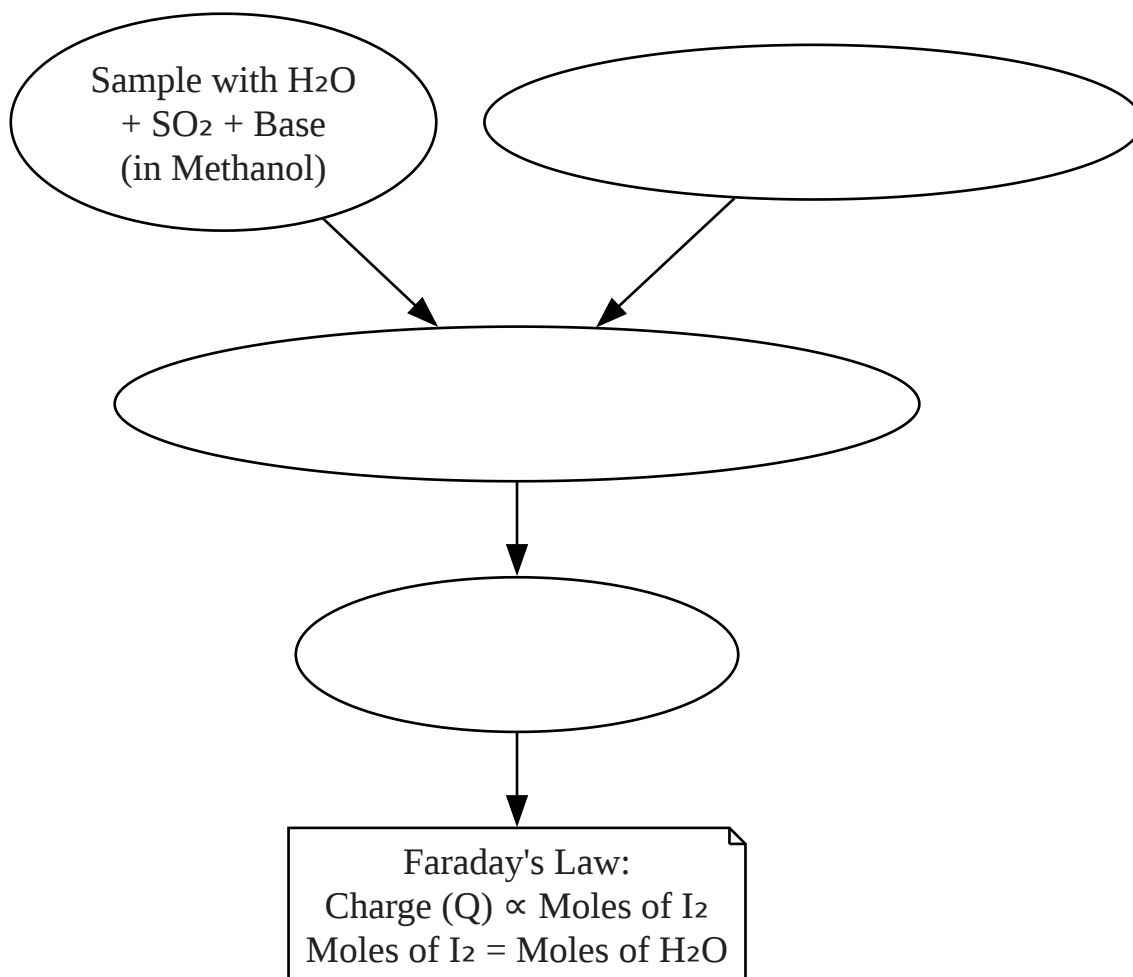 Sample with H₂O
+ SO₂ + Base
(in Methanol)
Faraday's Law:
Charge (Q) ∝ Moles of I₂
Moles of I₂ = Moles of H₂O